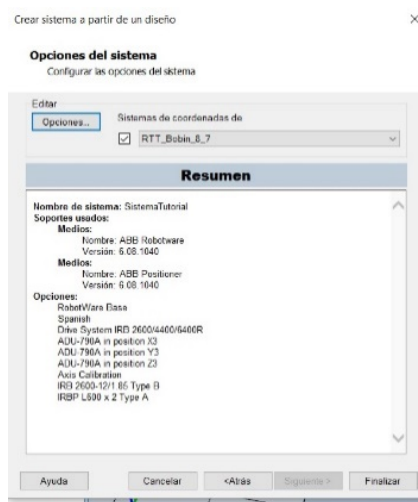 Crear sistema a partir de un diseño
Opciones del sistema
Configurar las opciones del sistema
Editar
Opciones..
Sistemas de coordenadas de
RTT_Bobin_8_7
Resumen
Nombre de sistema: SistemaTutorial
Soportes usados:
Medios:
Nombre: ABB Robotware
Versión: 6.08.1040
Medios:
Nombre: ABB Positioner
Versión: 6.08.1040
Opciones:
RobotWare Base
Spanish
Drive System IRB 2600/4400/6400R
ADU-790A in position X3
ADU-790A in position Y3
ADU-790A in position Z3
Axis Calibration
IRB 2600-12/1.85 Type B
IRBP L600 x 2 Type A
Ayuda
Cancelar
<Atrás
Siguiente >
Finalizar